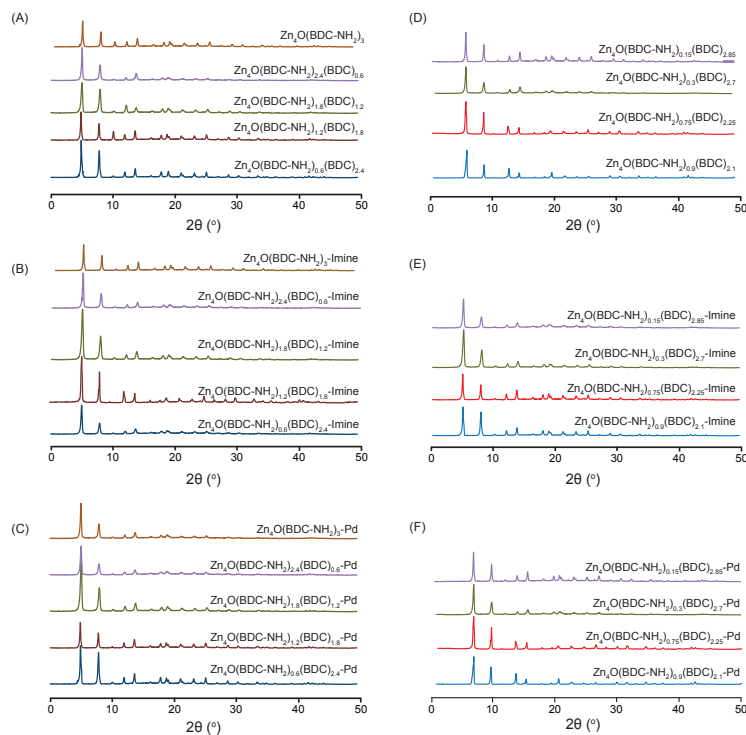 (A)
Zn₄O(BDC-NH₂)₃
Zn₄O(BDC-NH₂)₂.₄(BDC)₀.₆
Zn₄O(BDC-NH₂)₁.₈(BDC)₁.₂
Zn₄O(BDC-NH₂)₁.₂(BDC)₁.₈
Zn₄O(BDC-NH₂)₀.₆(BDC)₂.₄
0 10 20 30 40 50
2θ (°)
(B)
Zn₄O(BDC-NH₂)₃-Imine
Zn₄O(BDC-NH₂)₂.₄(BDC)₀.₆-Imine
Zn₄O(BDC-NH₂)₁.₈(BDC)₁.₂-Imine
Zn₄O(BDC-NH₂)₁.₂(BDC)₁.₈-Imine
Zn₄O(BDC-NH₂)₀.₆(BDC)₂.₄-Imine
0 10 20 30 40 50
2θ (°)
(C)
Zn₄O(BDC-NH₂)₃-Pd
Zn₄O(BDC-NH₂)₂.₄(BDC)₀.₆-Pd
Zn₄O(BDC-NH₂)₁.₈(BDC)₁.₂-Pd
Zn₄O(BDC-NH₂)₁.₂(BDC)₁.₈-Pd
Zn₄O(BDC-NH₂)₀.₆(BDC)₂.₄-Pd
0 10 20 30 40 50
2θ (°)
(D)
Zn₄O(BDC-NH₂)₀.₁₅(BDC)₂.₈₅
Zn₄O(BDC-NH₂)₀.₃(BDC)₂.₇
Zn₄O(BDC-NH₂)₀.₇₅(BDC)₂.₂₅
Zn₄O(BDC-NH₂)₀.₉(BDC)₂.₁
0 10 20 30 40 50
2θ (°)
(E)
Zn₄O(BDC-NH₂)₀.₁₅(BDC)₂.₈₅-Imine
Zn₄O(BDC-NH₂)₀.₃(BDC)₂.₇-Imine
Zn₄O(BDC-NH₂)₀.₇₅(BDC)₂.₂₅-Imine
Zn₄O(BDC-NH₂)₀.₉(BDC)₂.₁-Imine
0 10 20 30 40 50
2θ (°)
(F)
Zn₄O(BDC-NH₂)₀.₁₅(BDC)₂.₈₅-Pd
Zn₄O(BDC-NH₂)₀.₃(BDC)₂.₇-Pd
Zn₄O(BDC-NH₂)₀.₇₅(BDC)₂.₂₅-Pd
Zn₄O(BDC-NH₂)₀.₉(BDC)₂.₁-Pd
0 10 20 30 40 50
2θ (°)